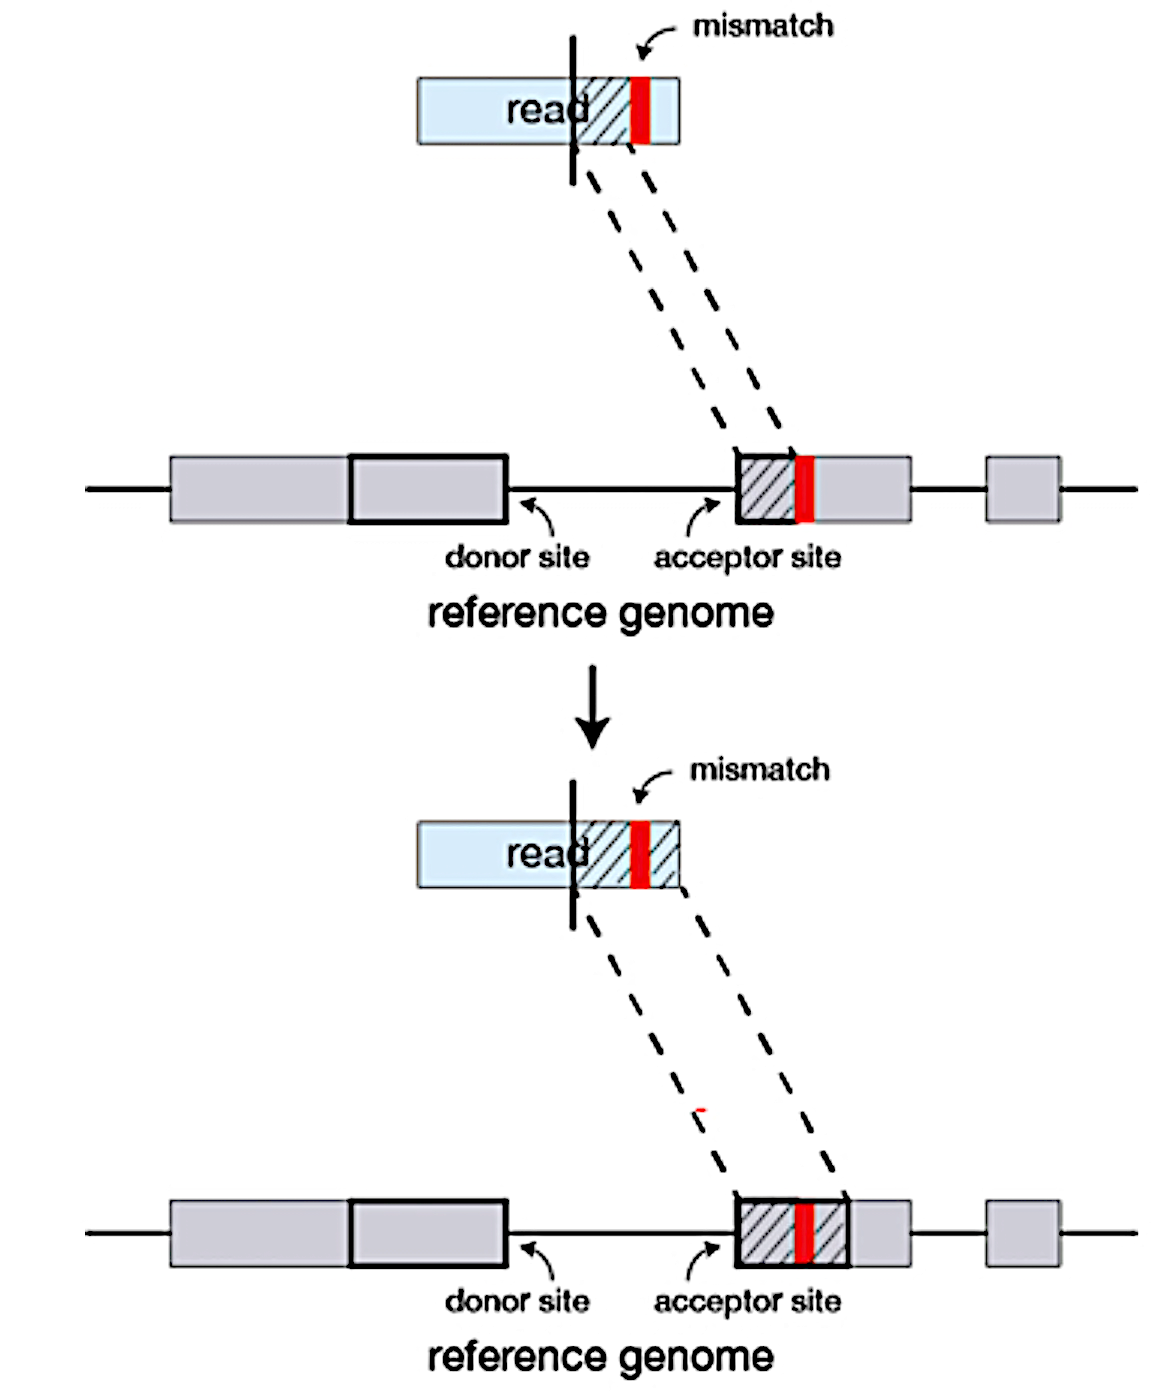 mismatch
read
donor site
acceptor site
reference genome
mismatch
read
donor site
acceptor site
reference genome